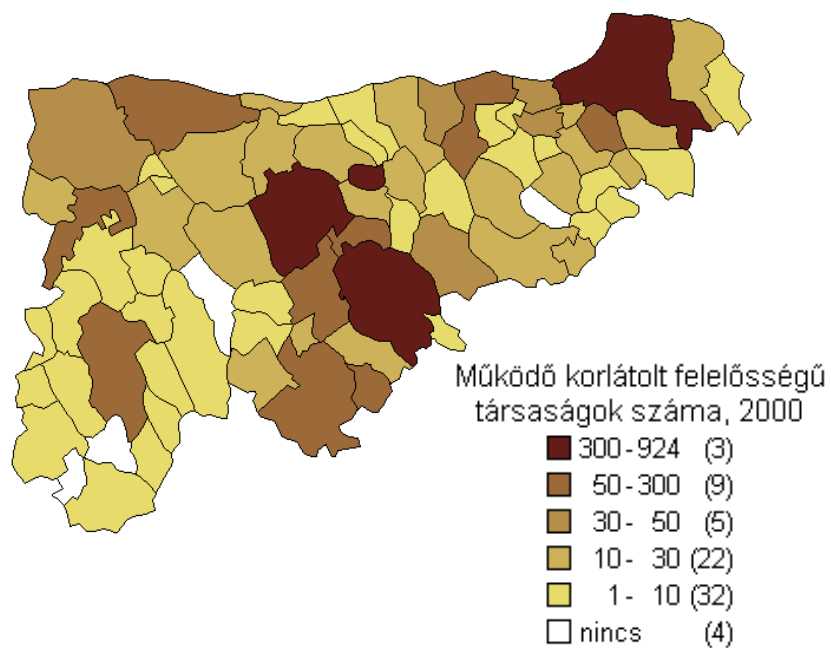 Működő korlátolt felelősségű
társaságok száma, 2000
300-924 (3)
50-300 (9)
30- 50 (5)
10- 30 (22)
1- 10 (32)
nincs (4)